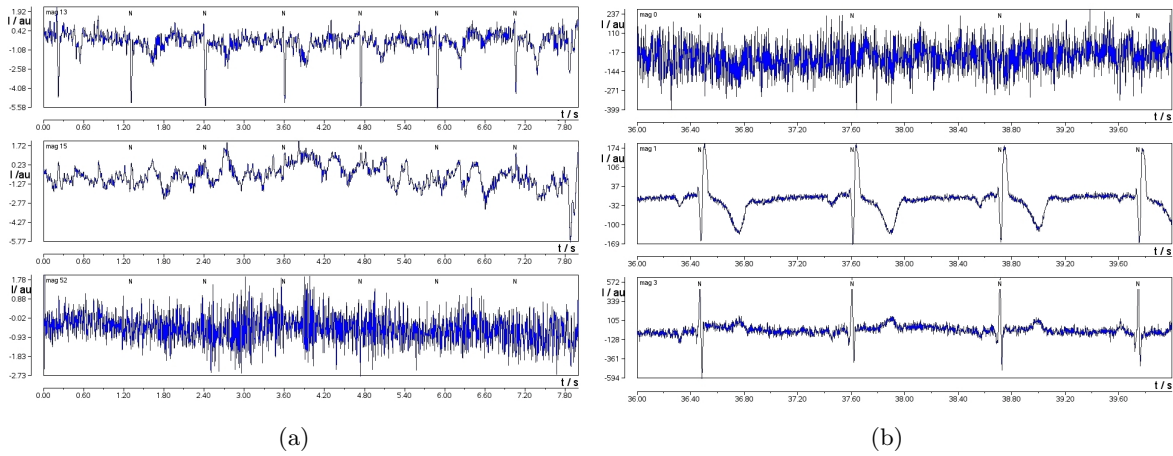 mag 13
I / au
1.92
0.42
-1.08
-2.58
-4.08
-5.58
N N N N N N N
t / s
0.00 0.60 1.20 1.80 2.40 3.00 3.60 4.20 4.80 5.40 6.00 6.60 7.20 7.80
mag 15
I /au
1.72
0.22
-1.27
-2.77
-4.27
-5.77
N N N N N N N
t / s
0.00 0.60 1.20 1.80 2.40 3.00 3.60 4.20 4.80 5.40 6.00 6.60 7.20 7.80
mag 52
I/ au
1.78
0.88
-0.02
-0.93
-1.83
-2.73
N N N N N N N
t / s
0.00 0.60 1.20 1.80 2.40 3.00 3.60 4.20 4.80 5.40 6.00 6.60 7.20 7.80
(a)
mag 0
I / au
237
110
-17
-144
-271
-399
N N N N
t / s
36.00 36.40 36.80 37.20 37.60 38.00 38.40 38.80 39.20 39.60
mag 1
I / au
174
37
-32
-100
-169
N N N N
t / s
36.00 36.40 36.80 37.20 37.60 38.00 38.40 38.80 39.20 39.60
mag 3
I / au
572
339
105
-128
-361
-594
N N N N
t / s
36.00 36.40 36.80 37.20 37.60 38.00 38.40 38.80 39.20 39.60
(b)